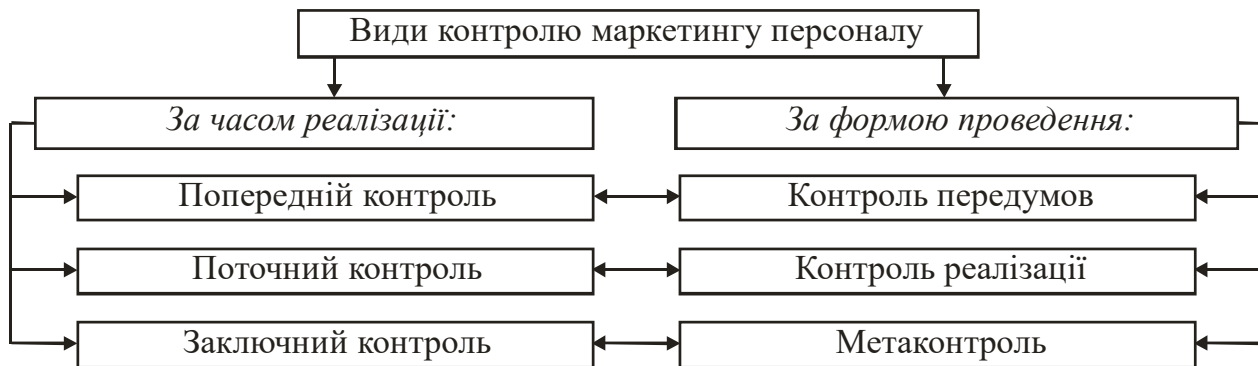 Види контролю маркетингу персоналу
За часом реалізації:
За формою проведення:
Попередній контроль
Контроль передумов
Поточний контроль
Контроль реалізації
Заключний контроль
Метаконтроль